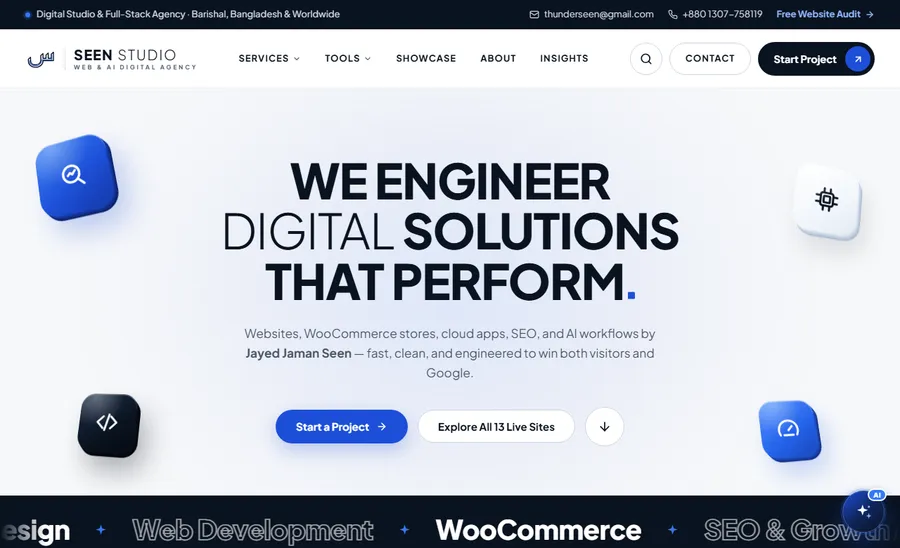 Digital Studio & Full-Stack Agency · Barishal, Bangladesh & Worldwide
thunderseen@gmail.com
+880 1307-758119
Free Website Audit →
س
SEEN STUDIO
WEB & AI DIGITAL AGENCY
SERVICES
TOOLS
SHOWCASE
ABOUT
INSIGHTS
CONTACT
Start Project
WE ENGINEER
DIGITAL SOLUTIONS
THAT PERFORM.
Websites, WooCommerce stores, cloud apps, SEO, and AI workflows by
Jayed Jaman Seen — fast, clean, and engineered to win both visitors and
Google.
Start a Project →
Explore All 13 Live Sites
AI
esign
Web Development
WooCommerce
SEO & Growth